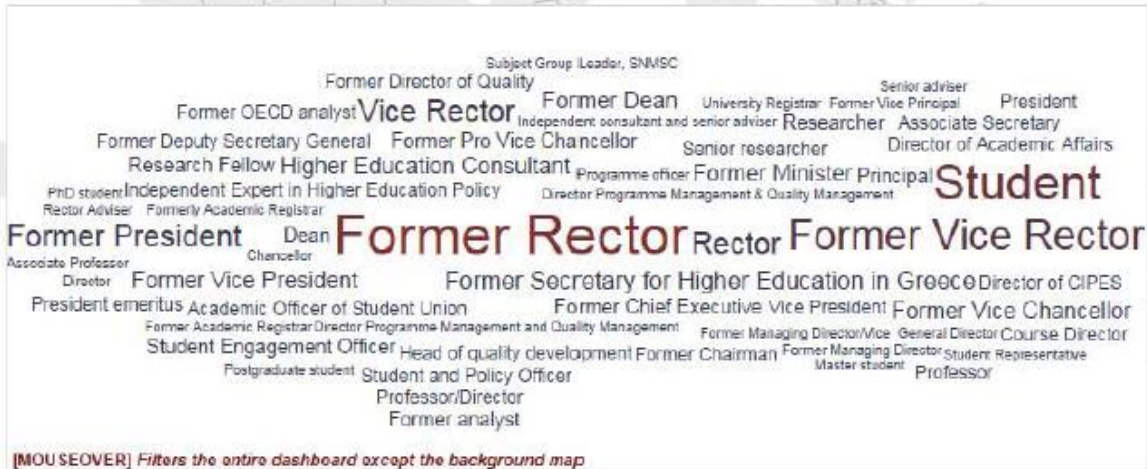 Subject Group Leader, SNMSC
Former Director of Quality
Senior adviser
Former OECD analyst Vice Rector Former Dean University Registrar Former Vice Principal President
Independent consultant and senior adviser Researcher Associate Secretary
Former Deputy Secretary General Former Pro Vice Chancellor Senior researcher Director of Academic Affairs
Research Fellow Higher Education Consultant Programme officer Former Minister Principal Student
PhD student Independent Expert in Higher Education Policy Director Programme Management & Quality Management
Rector Adviser Formerly Academic Registrar
Former President Dean Former Rector Rector Former Vice Rector
Chancellor
Associate Professor
Director Former Vice President Former Secretary for Higher Education in Greece Director of CIPES
President emeritus Academic Officer of Student Union Former Chief Executive Vice President Former Vice Chancellor
Former Academic Registrar Director Programme Management and Quality Management Former Managing Director/Vice General Director Course Director
Student Engagement Officer Head of quality development Former Chairman Former Managing Director Student Representative
Postgraduate student Student and Policy Officer Master student Professor
Professor/Director
Former analyst
[MOUSEOVER] Filters the entire dashboard except the background map